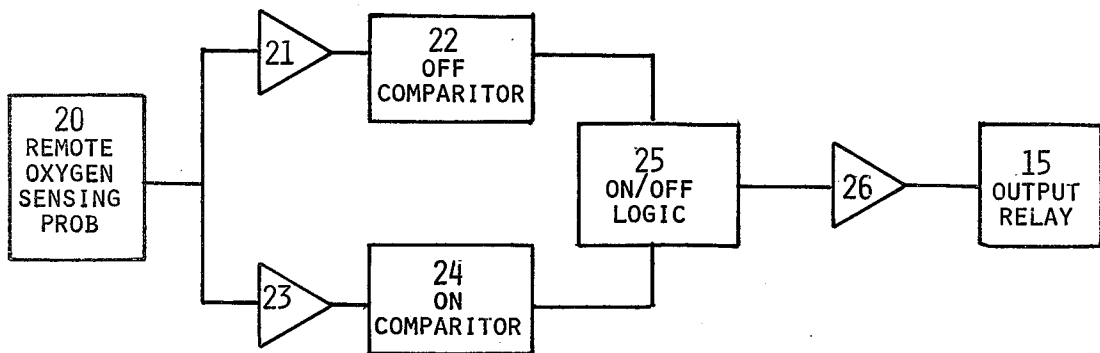 20
REMOTE
OXYGEN
SENSING
PROB
21
22
OFF
COMPARITOR
23
24
ON
COMPARITOR
25
ON/OFF
LOGIC
26
15
OUTPUT
RELAY